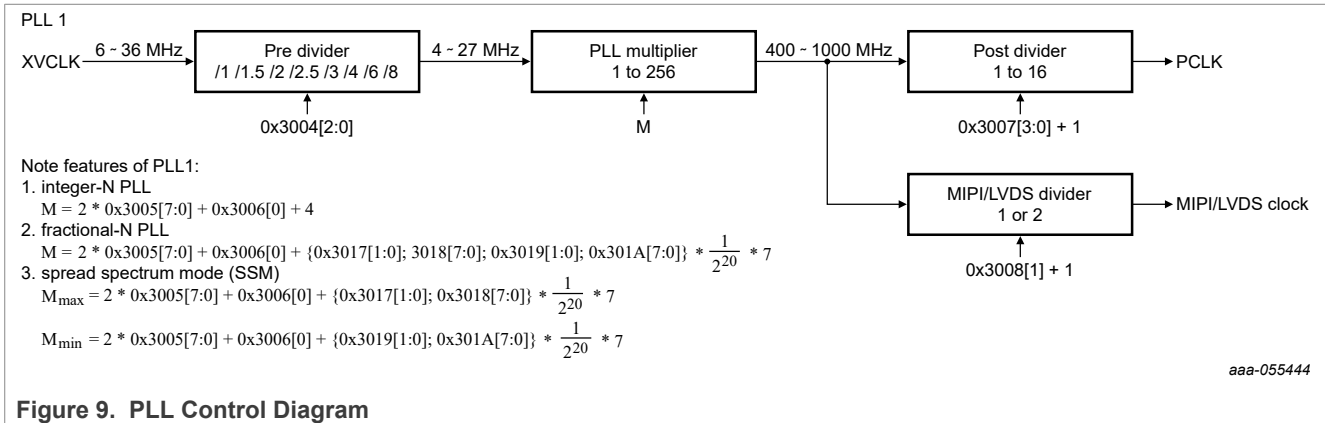 PLL 1
XVCLK
6 ~ 36 MHz
Pre divider
/1 /1.5 /2 /2.5 /3 /4 /6 /8
0x3004[2:0]
4 ~ 27 MHz
PLL multiplier
1 to 256
M
400 ~ 1000 MHz
Post divider
1 to 16
0x3007[3:0] + 1
PCLK
MIPI/LVDS divider
1 or 2
0x3008[1] + 1
MIPI/LVDS clock
Note features of PLL1:
1. integer-N PLL
M = 2 * 0x3005[7:0] + 0x3006[0] + 4
2. fractional-N PLL
M = 2 * 0x3005[7:0] + 0x3006[0] + {0x3017[1:0]; 3018[7:0]; 0x3019[1:0]; 0x301A[7:0]} * 1/2^20 * 7
3. spread spectrum mode (SSM)
Mmax = 2 * 0x3005[7:0] + 0x3006[0] + {0x3017[1:0]; 0x3018[7:0]} * 1/2^20 * 7
Mmin = 2 * 0x3005[7:0] + 0x3006[0] + {0x3019[1:0]; 0x301A[7:0]} * 1/2^20 * 7
aaa-055444
Figure 9. PLL Control Diagram